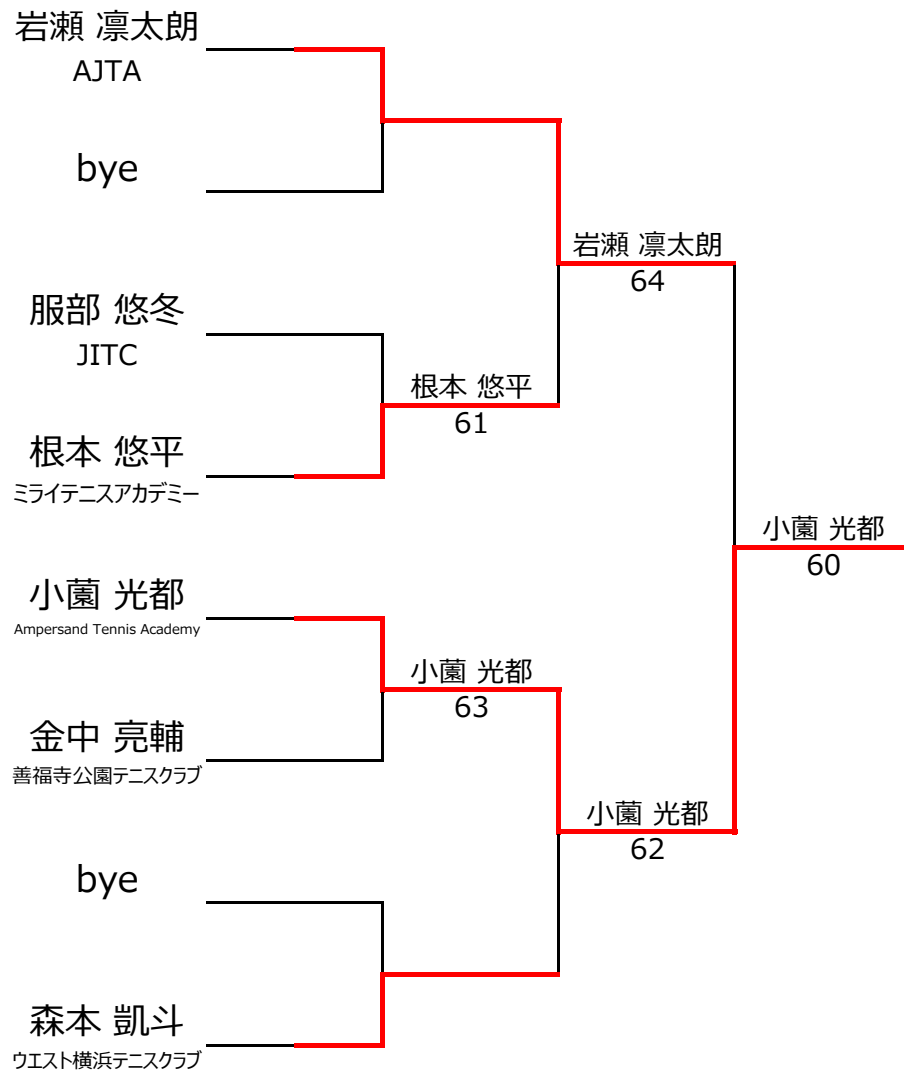 岩瀬 凛太朗
AJTA
bye
服部 悠冬
JITC
根本 悠平
ミライテニスアカデミー
小薗 光都
Ampersand Tennis Academy
金中 亮輔
善福寺公園テニスクラブ
bye
森本 凱斗
ウエスト横浜テニスクラブ
根本 悠平
61
小薗 光都
63
岩瀬 凛太朗
64
小薗 光都
62
小薗 光都
60